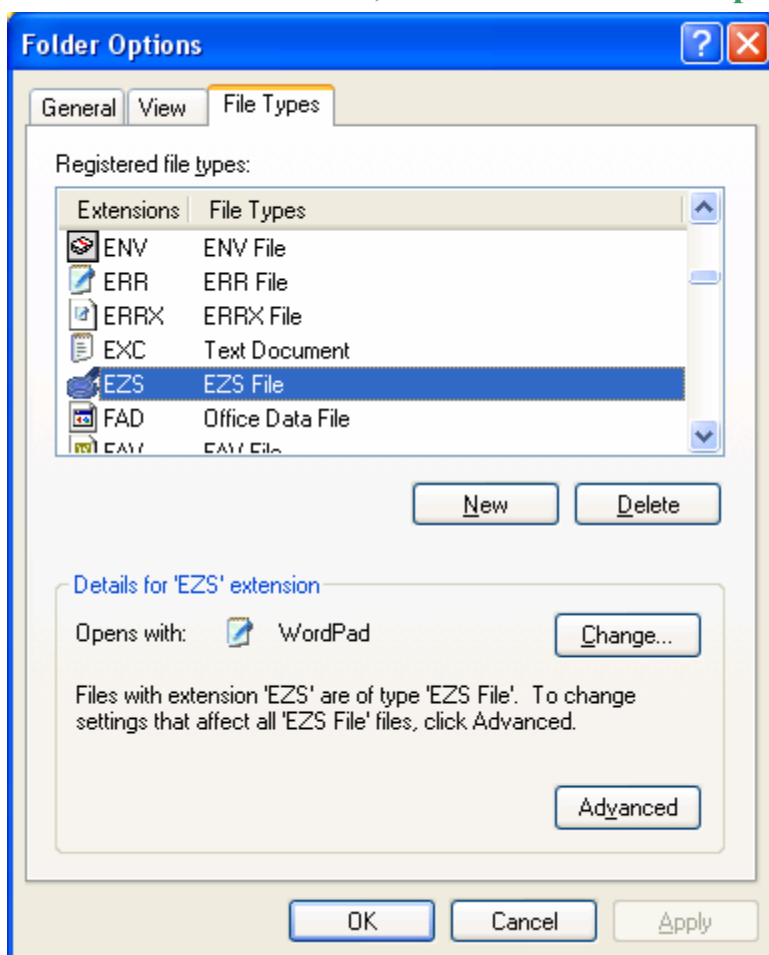 Folder Options
General View File Types
Registered file types:
Extensions File Types
ENV ENV File
ERR ERR File
ERRX ERRX File
EXC Text Document
EZS EZS File
FAD Office Data File
FAV FAV File
New Delete
Details for 'EZS' extension
Opens with: WordPad Change...
Files with extension 'EZS' are of type 'EZS File'. To change
settings that affect all 'EZS File' files, click Advanced.
Advanced
OK Cancel Apply